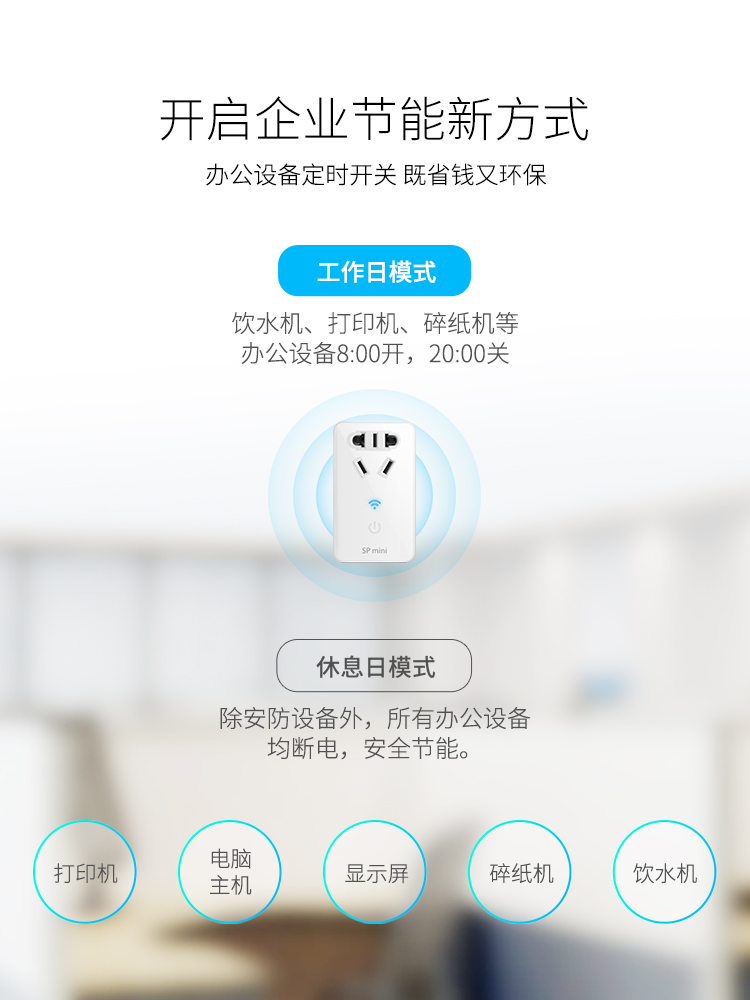 开启企业节能新方式
办公设备定时开关 既省钱又环保
工作日模式
饮水机、打印机、碎纸机等
办公设备8:00开，20:00关
SP mini
休息日模式
除安防设备外，所有办公设备
均断电，安全节能。
打印机
电脑
主机
显示屏
碎纸机
饮水机